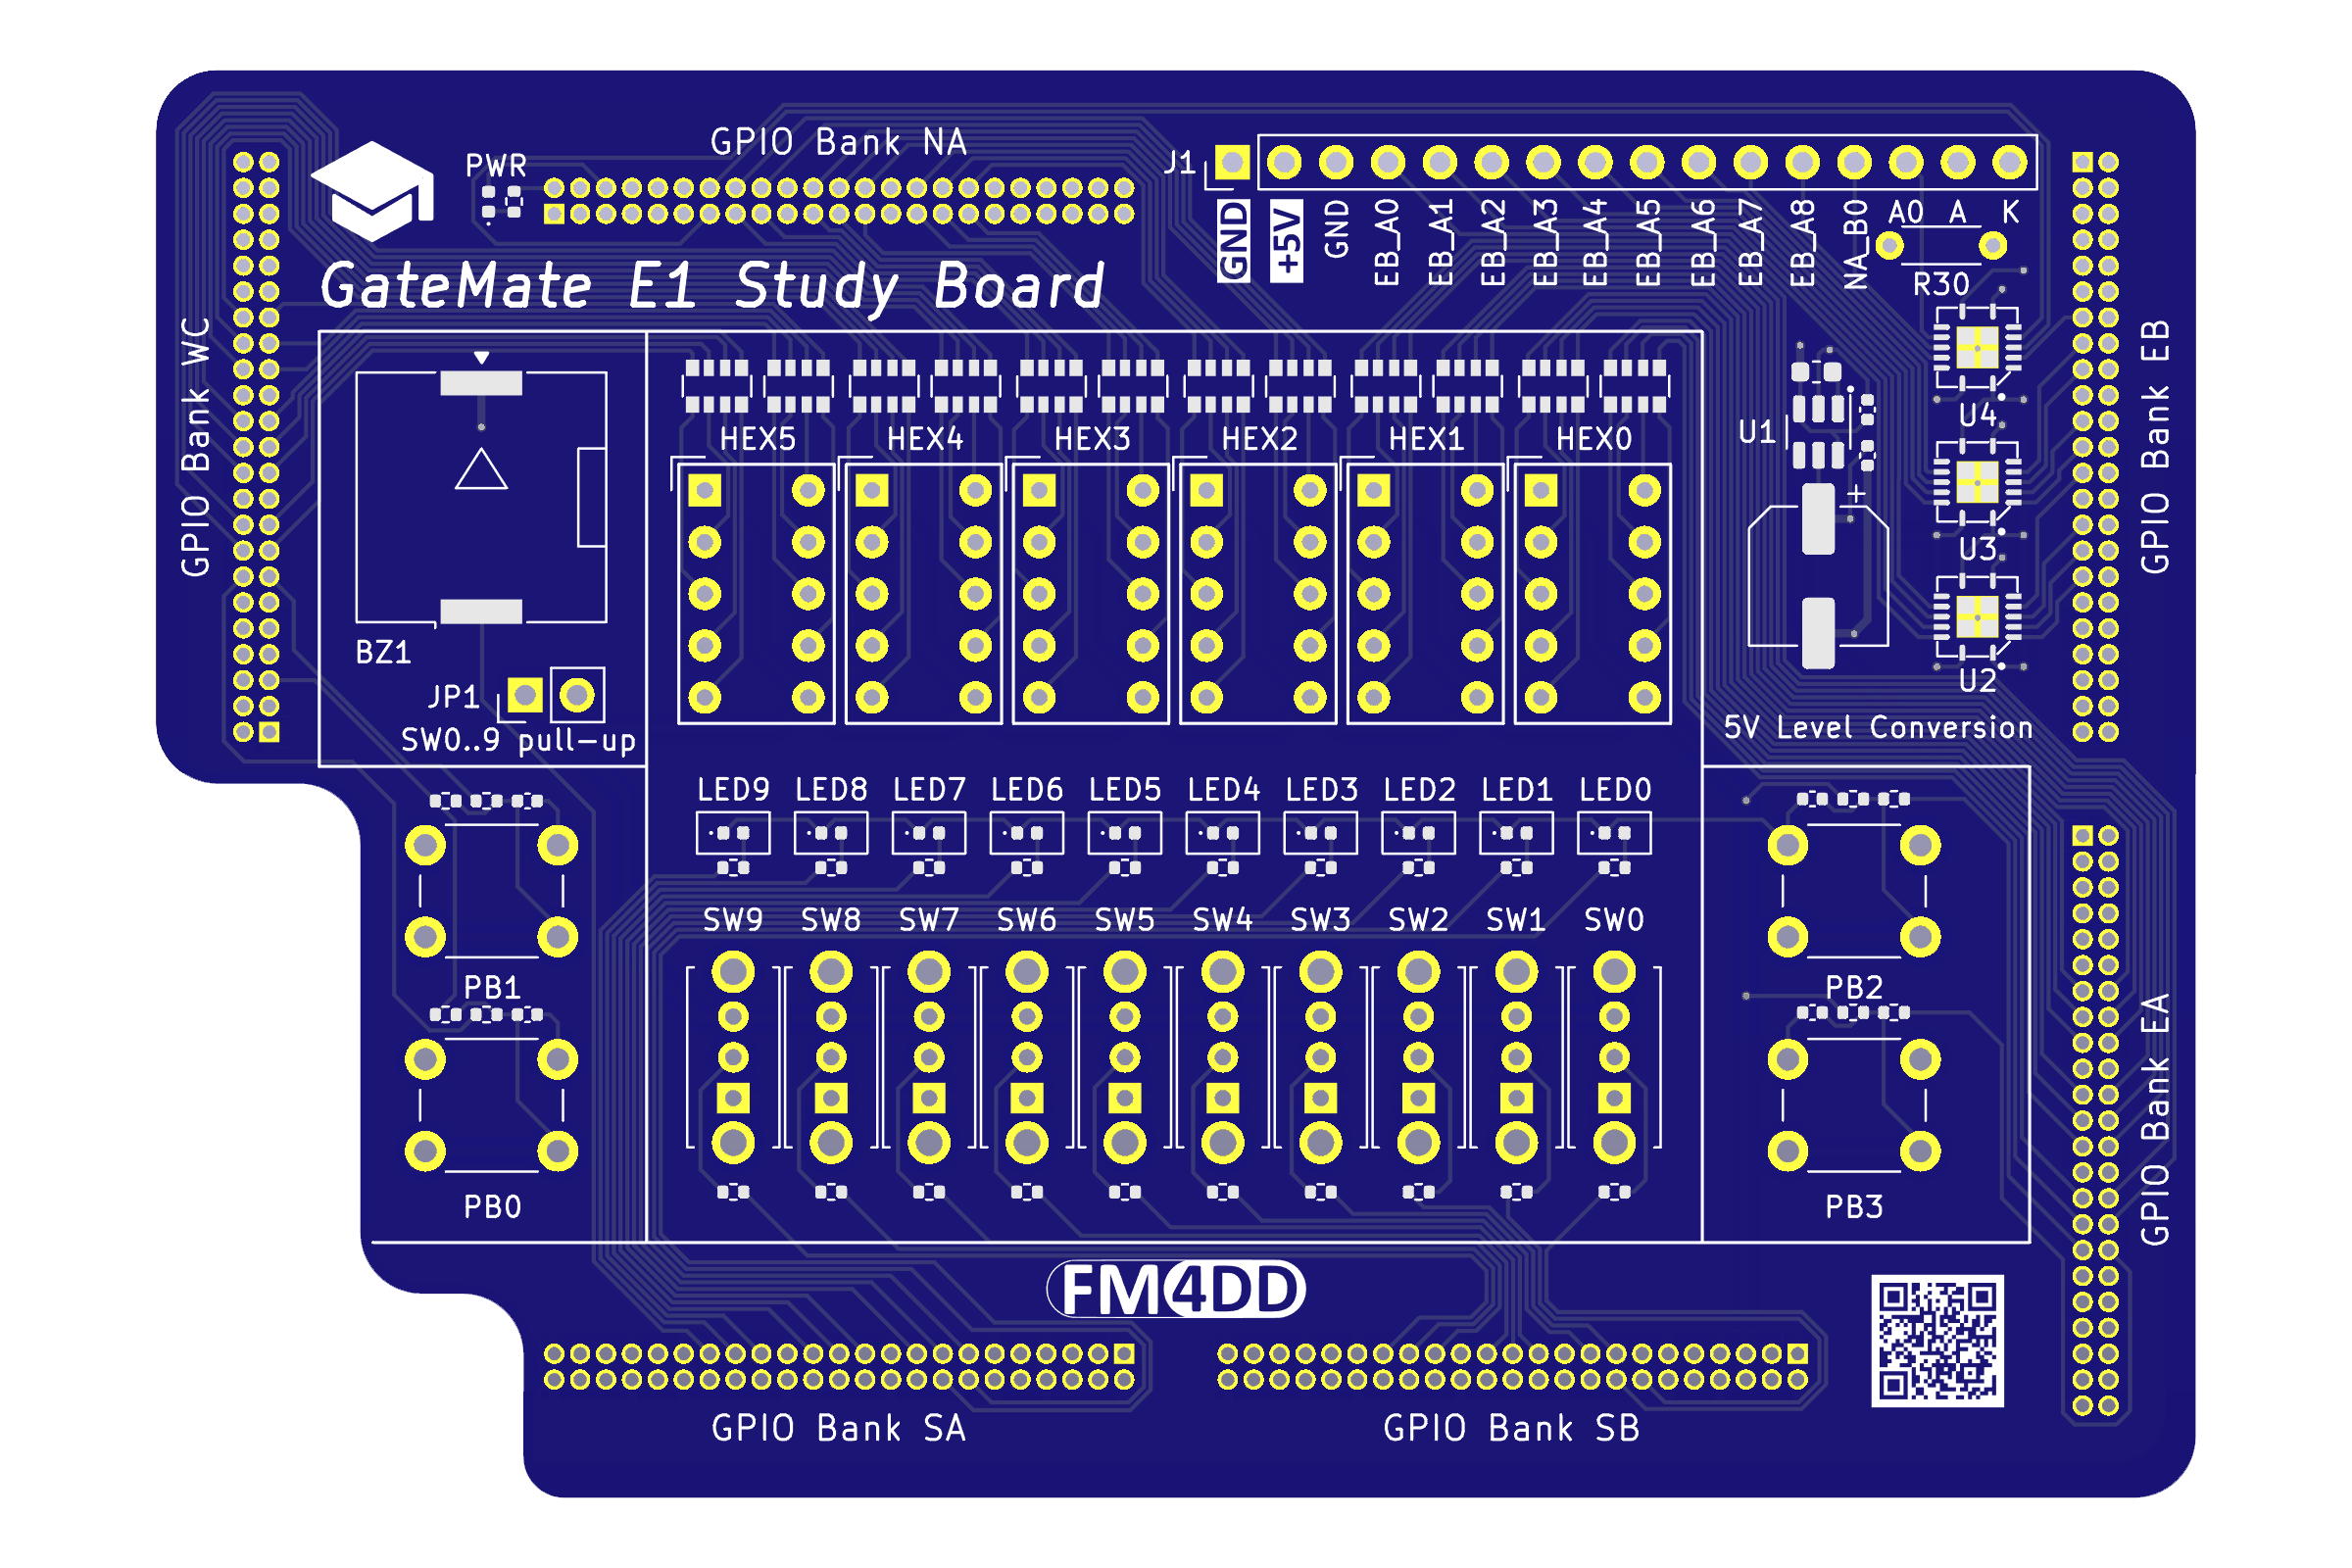 GPIO Bank NA
PWR
J1
GND
+5V
GND
EB_A0
EB_A1
EB_A2
EB_A3
EB_A4
EB_A5
EB_A6
EB_A7
EB_A8
NA_B0
A0 A K
R30
GateMate E1 Study Board
GPIO Bank WC
GPIO Bank EB
U4
HEX5 HEX4 HEX3 HEX2 HEX1 HEX0
U1
+
U3
BZ1
U2
JP1
SW0..9 pull-up
5V Level Conversion
LED9 LED8 LED7 LED6 LED5 LED4 LED3 LED2 LED1 LED0
SW9 SW8 SW7 SW6 SW5 SW4 SW3 SW2 SW1 SW0
PB1
PB2
GPIO Bank EA
PB0
PB3
FM4DD
GPIO Bank SA
GPIO Bank SB